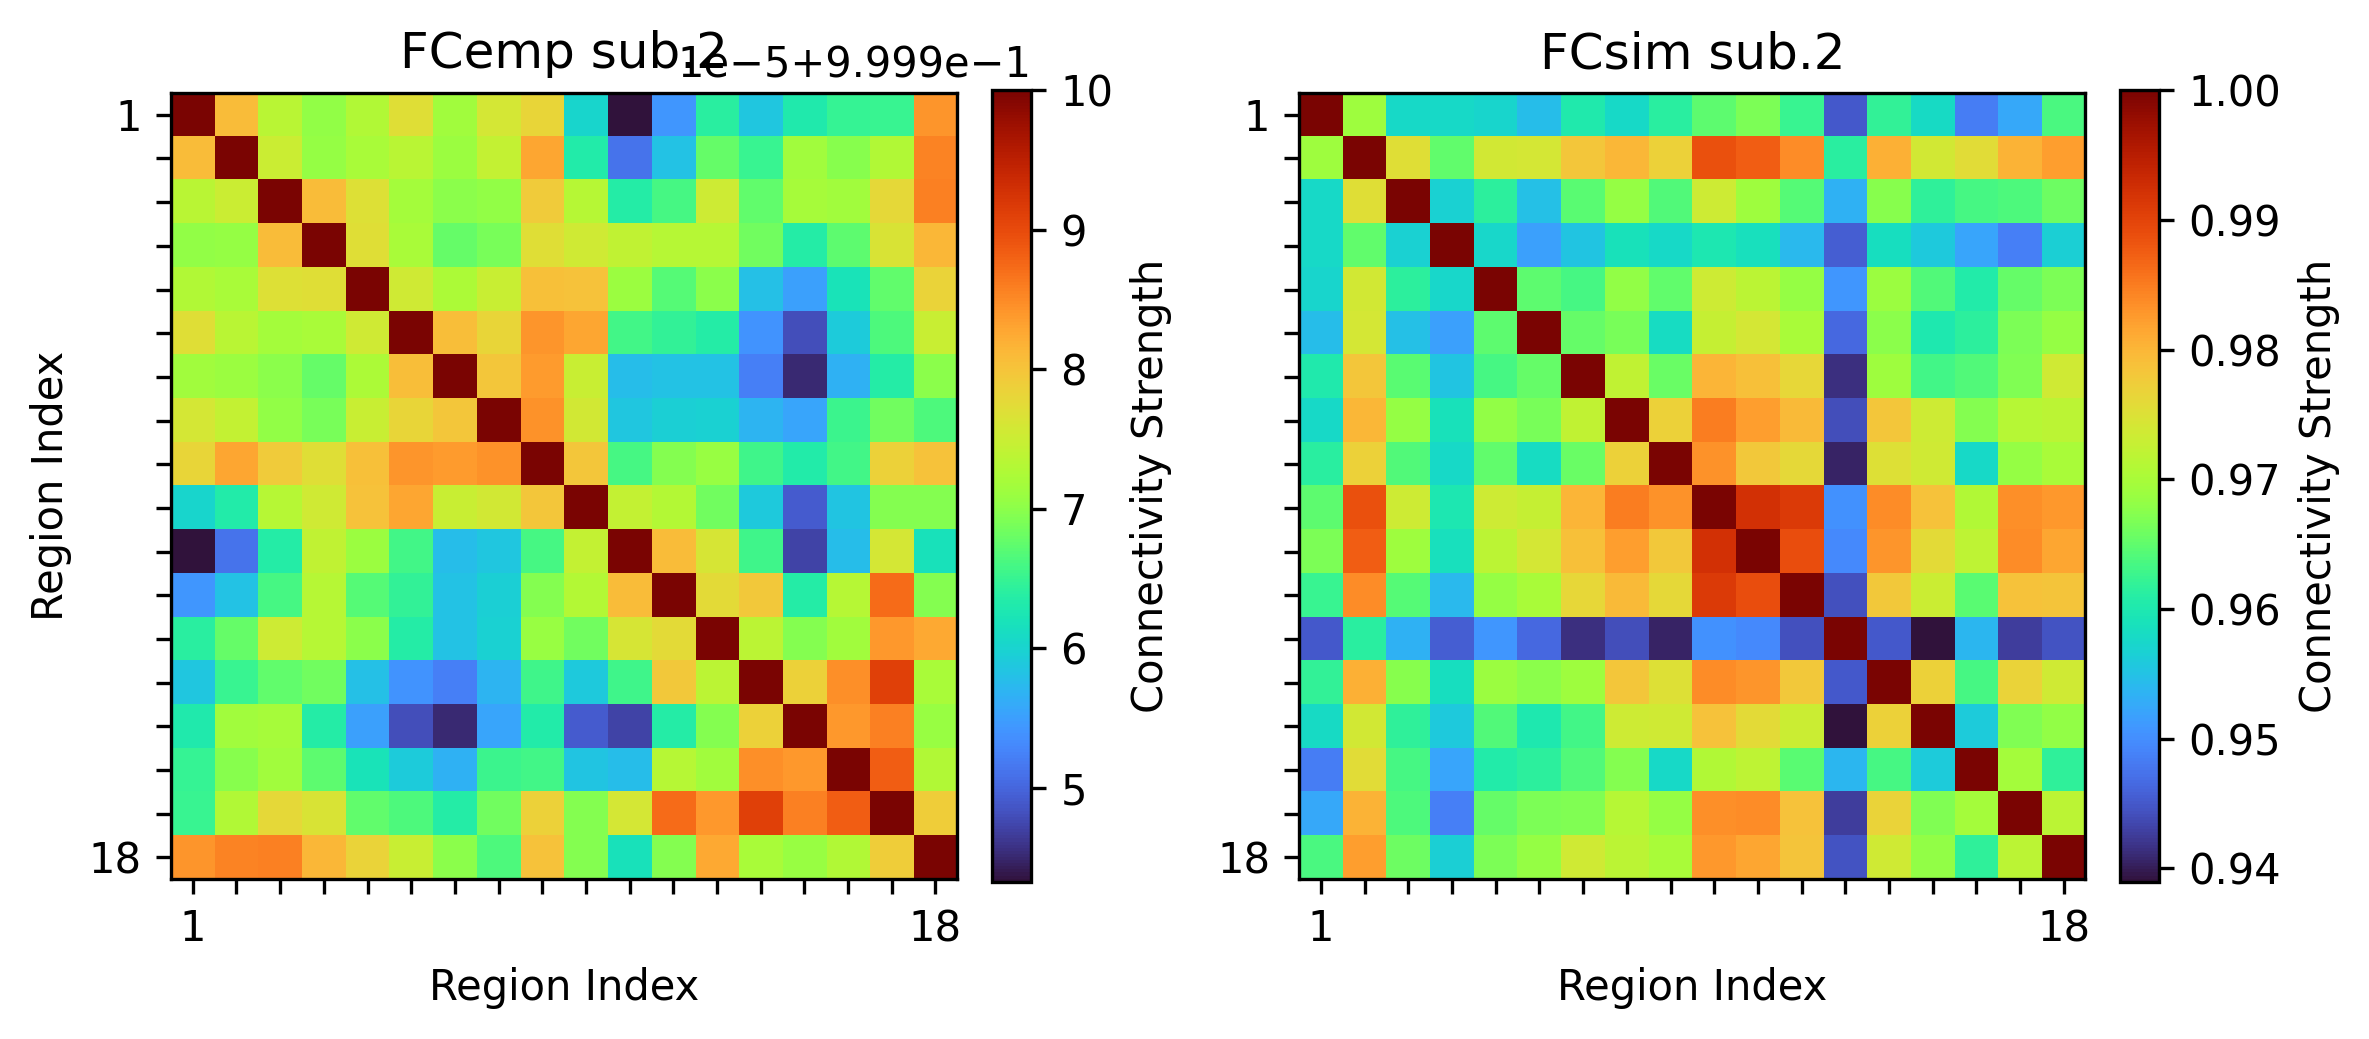 FCemp sub.2
1e−5+9.999e−1
1
18
Region Index
1
18
Region Index
10
9
8
7
6
5
Connectivity Strength
FCsim sub.2
1
18
1
18
Region Index
1.00
0.99
0.98
0.97
0.96
0.95
0.94
Connectivity Strength